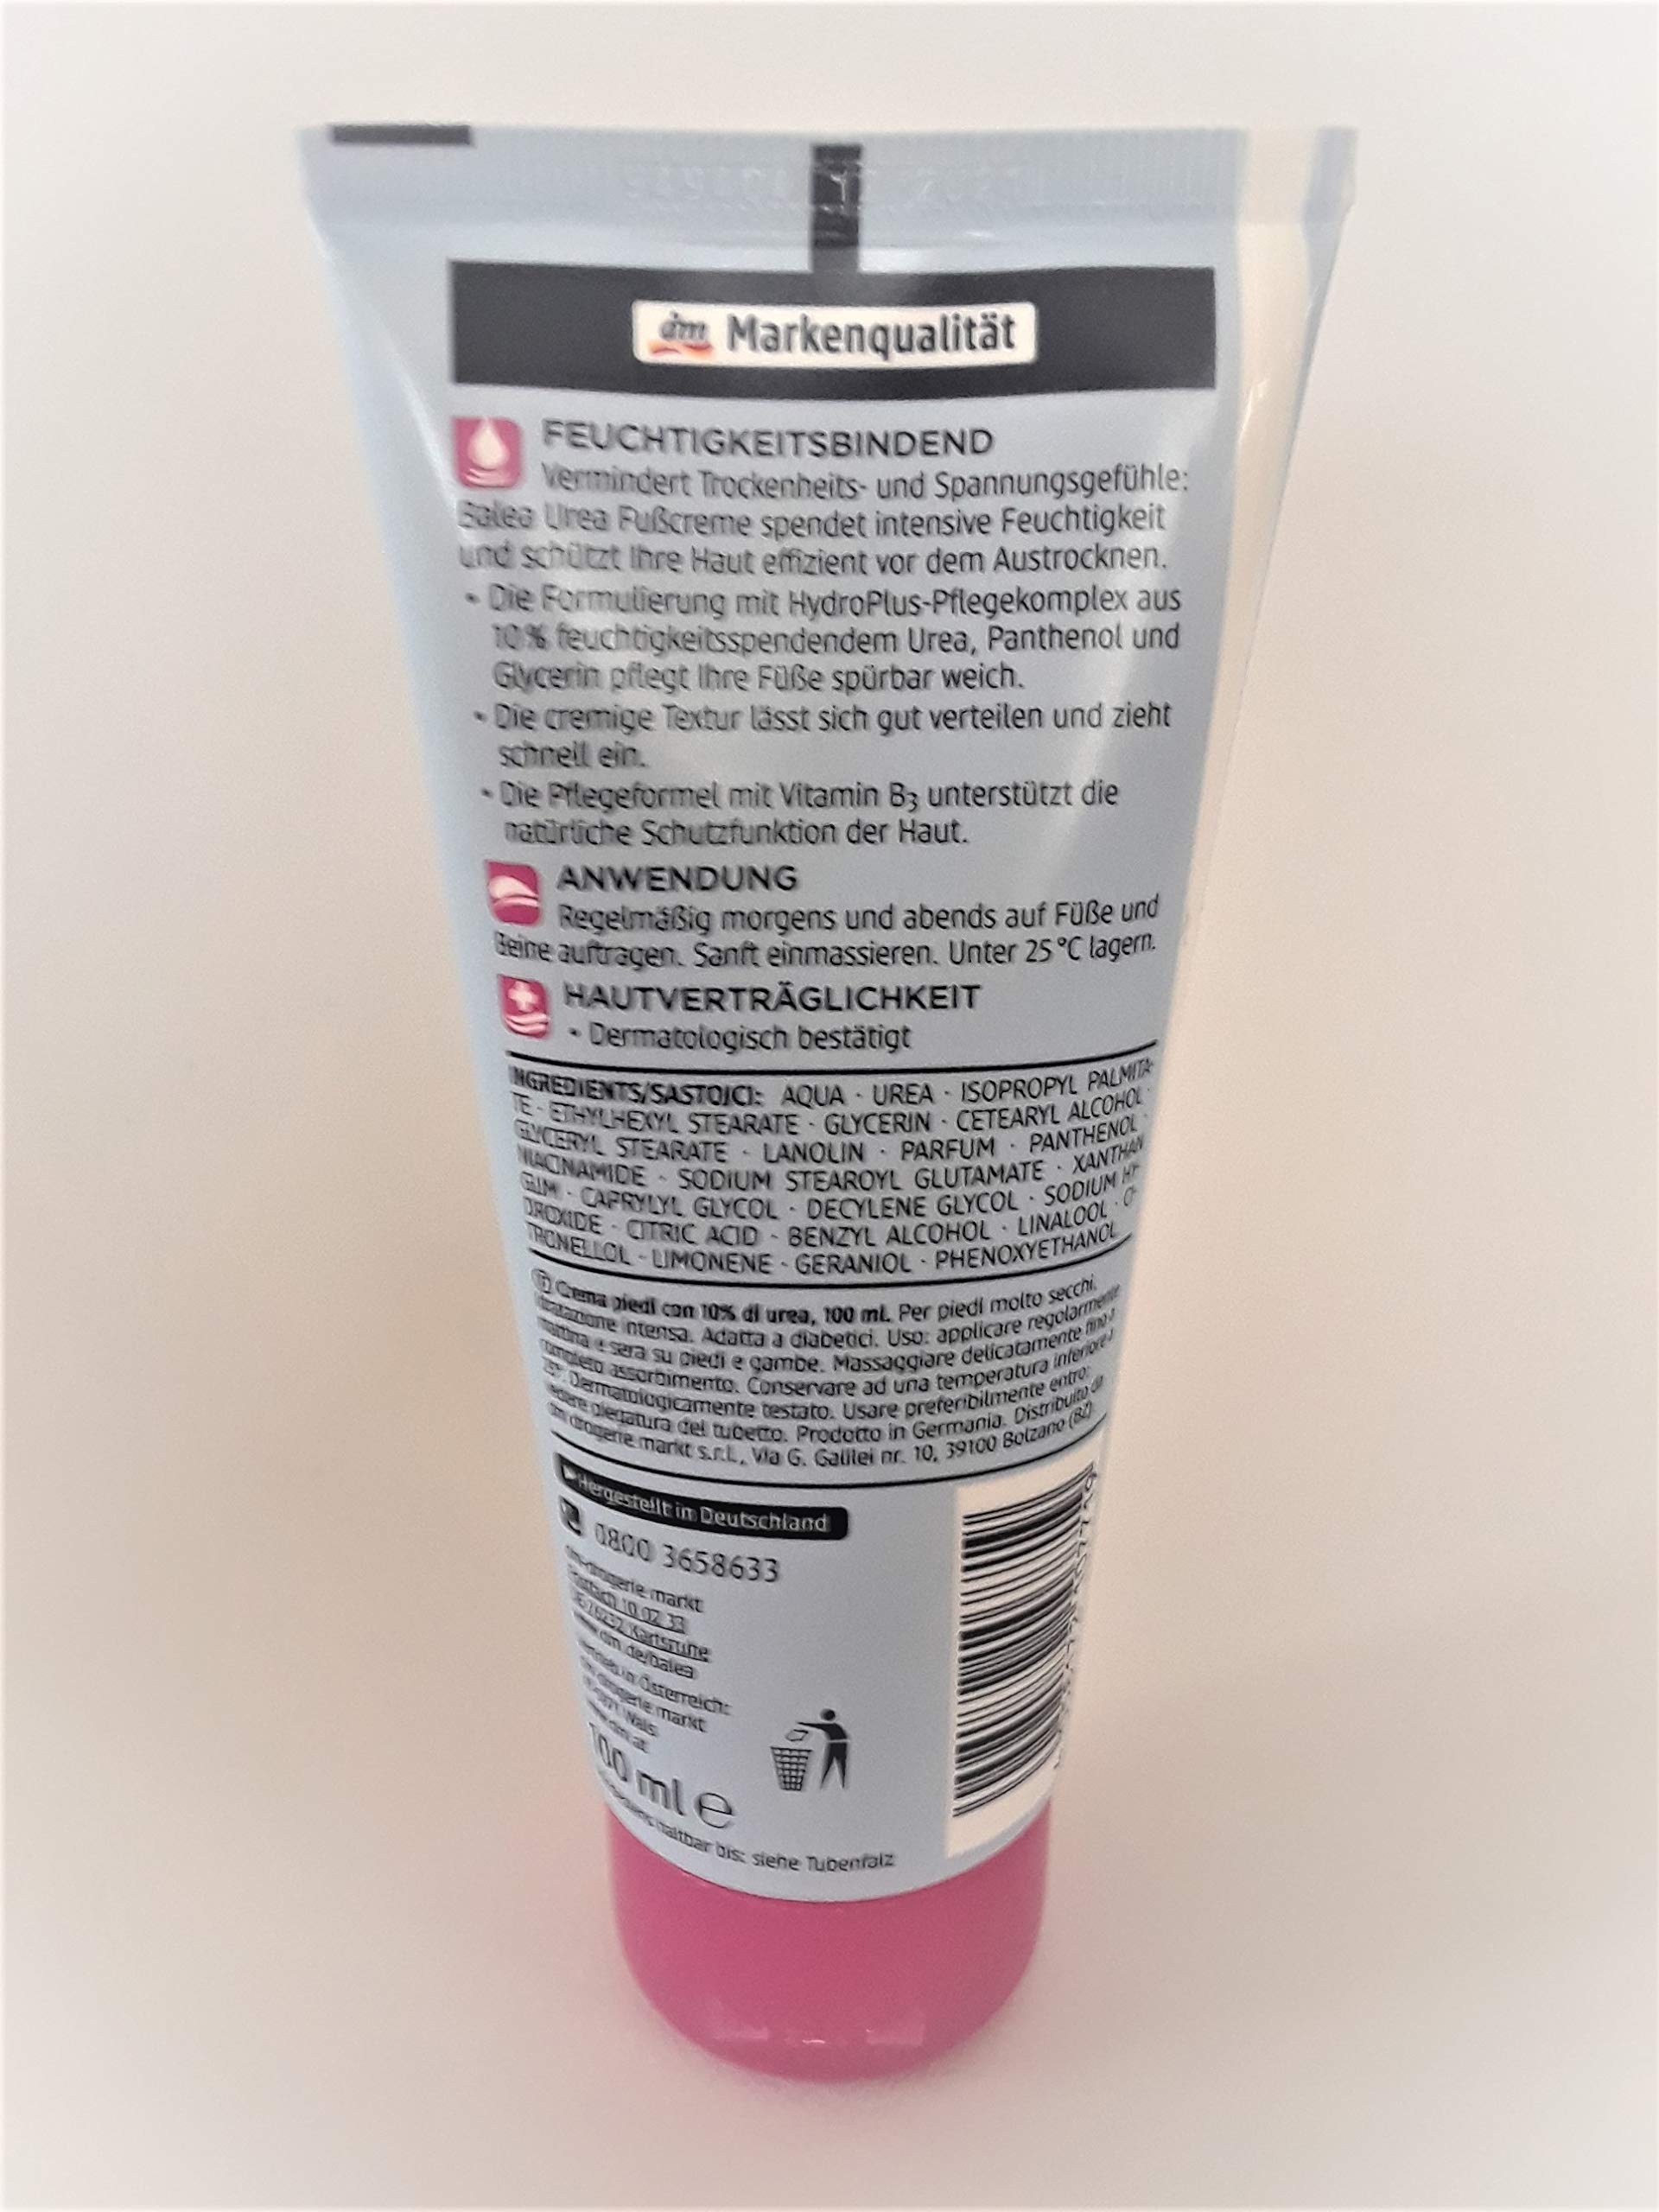 dm Markenqualität
FEUCHTIGKEITSBINDEND
Vermindert Trockenheits- und Spannungsgefühle:
Balea Urea Fußcreme spendet intensive Feuchtigkeit
und schützt Ihre Haut effizient vor dem Austrocknen.
• Die Formulierung mit HydroPlus-Pflegekomplex aus
10% feuchtigkeitsspendendem Urea, Panthenol und
Glycerin pflegt Ihre Füße spürbar weich.
• Die cremige Textur lässt sich gut verteilen und zieht
schnell ein.
• Die Pflegeformel mit Vitamin B3 unterstützt die
natürliche Schutzfunktion der Haut.
ANWENDUNG
Regelmäßig morgens und abends auf Füße und
Beine auftragen. Sanft einmassieren. Unter 25 °C lagern.
HAUTVERTRÄGLICHKEIT
• Dermatologisch bestätigt
INGREDIENTS/SASTOJCI: AQUA · UREA · ISOPROPYL PALMITA-
TE · ETHYLHEXYL STEARATE · GLYCERIN · CETEARYL ALCOHOL ·
GLYCERYL STEARATE · LANOLIN · PARFUM · PANTHENOL ·
NIACINAMIDE · SODIUM STEAROYL GLUTAMATE · XANTHAN
GUM · CAPRYLYL GLYCOL · DECYLENE GLYCOL · SODIUM HY-
DROXIDE · CITRIC ACID · BENZYL ALCOHOL · LINALOOL · CI-
TRONELLOL · LIMONENE · GERANIOL · PHENOXYETHANOL
Crema piedi con 10% di urea, 100 ml. Per piedi molto secchi.
Idratazione intensa. Adatta a diabetici. Uso: applicare regolarmente
mattina e sera su piedi e gambe. Massaggiare delicatamente fino a
completo assorbimento. Conservare ad una temperatura inferiore a
25°. Dermatologicamente testato. Usare preferibilmente entro:
vedere piegatura del tubetto. Prodotto in Germania. Distribuito da
dm drogerie markt s.r.l., Via G. Galilei nr. 10, 39100 Bolzano (BZ)
Hergestellt in Deutschland
0800 3658633
dm-drogerie markt
Postfach 10 02 33
DE-76232 Karlsruhe
www.dm.de/balea
Vertrieb in Österreich:
dm drogerie markt
Wals
www.dm.at
100 ml e
haltbar bis: siehe Tubenfalz